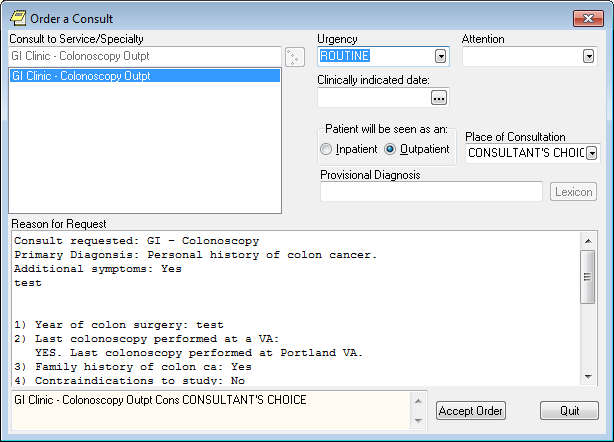 Order a Consult
Consult to Service/Specialty
GI Clinic - Colonoscopy Outpt
GI Clinic - Colonoscopy Outpt
Urgency
ROUTINE
Attention
Clinically indicated date:
...
Patient will be seen as an:
Inpatient
Outpatient
Place of Consultation
CONSULTANT'S CHOIC
Provisional Diagnosis
Lexicon
Reason for Request
Consult requested: GI - Colonoscopy
Primary Diagonsis: Personal history of colon cancer.
Additional symptoms: Yes
test
1) Year of colon surgery: test
2) Last colonoscopy performed at a VA:
YES. Last colonoscopy performed at Portland VA.
3) Family history of colon ca: Yes
4) Contraindications to study: No
GI Clinic - Colonoscopy Outpt Cons CONSULTANT'S CHOICE
Accept Order
Quit